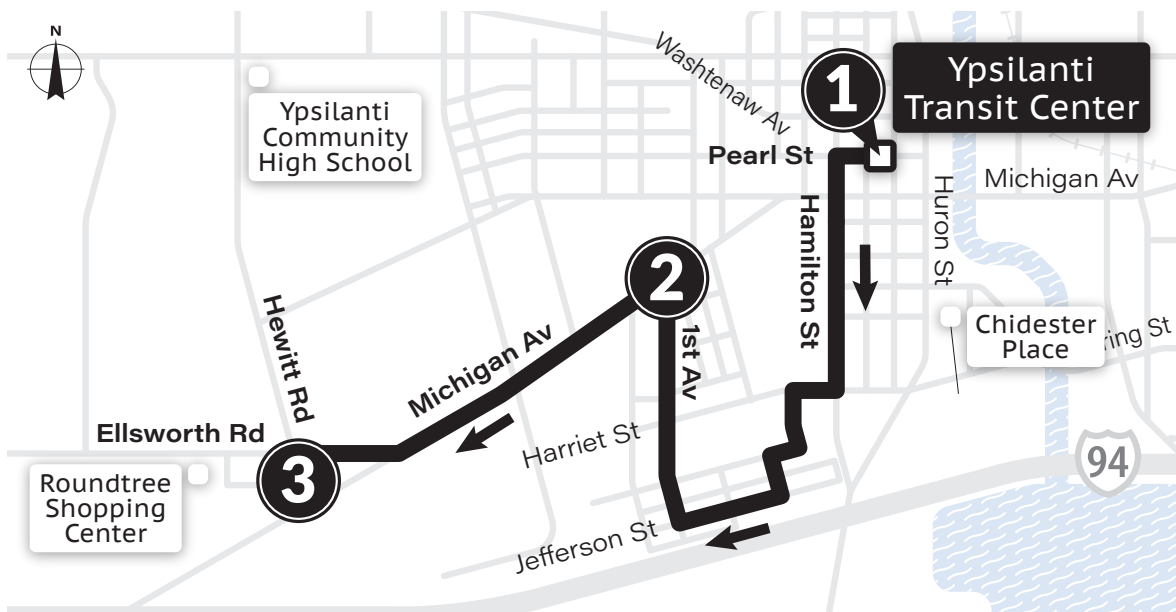 N
Ypsilanti
Community
High School
Washtenaw Av
1
Ypsilanti
Transit Center
Pearl St
Michigan Av
Huron St
Hamilton St
2
1st Av
Chidester
Place
ring St
Hewitt Rd
Michigan Av
Ellsworth Rd
3
Harriet St
94
Roundtree
Shopping
Center
Jefferson St